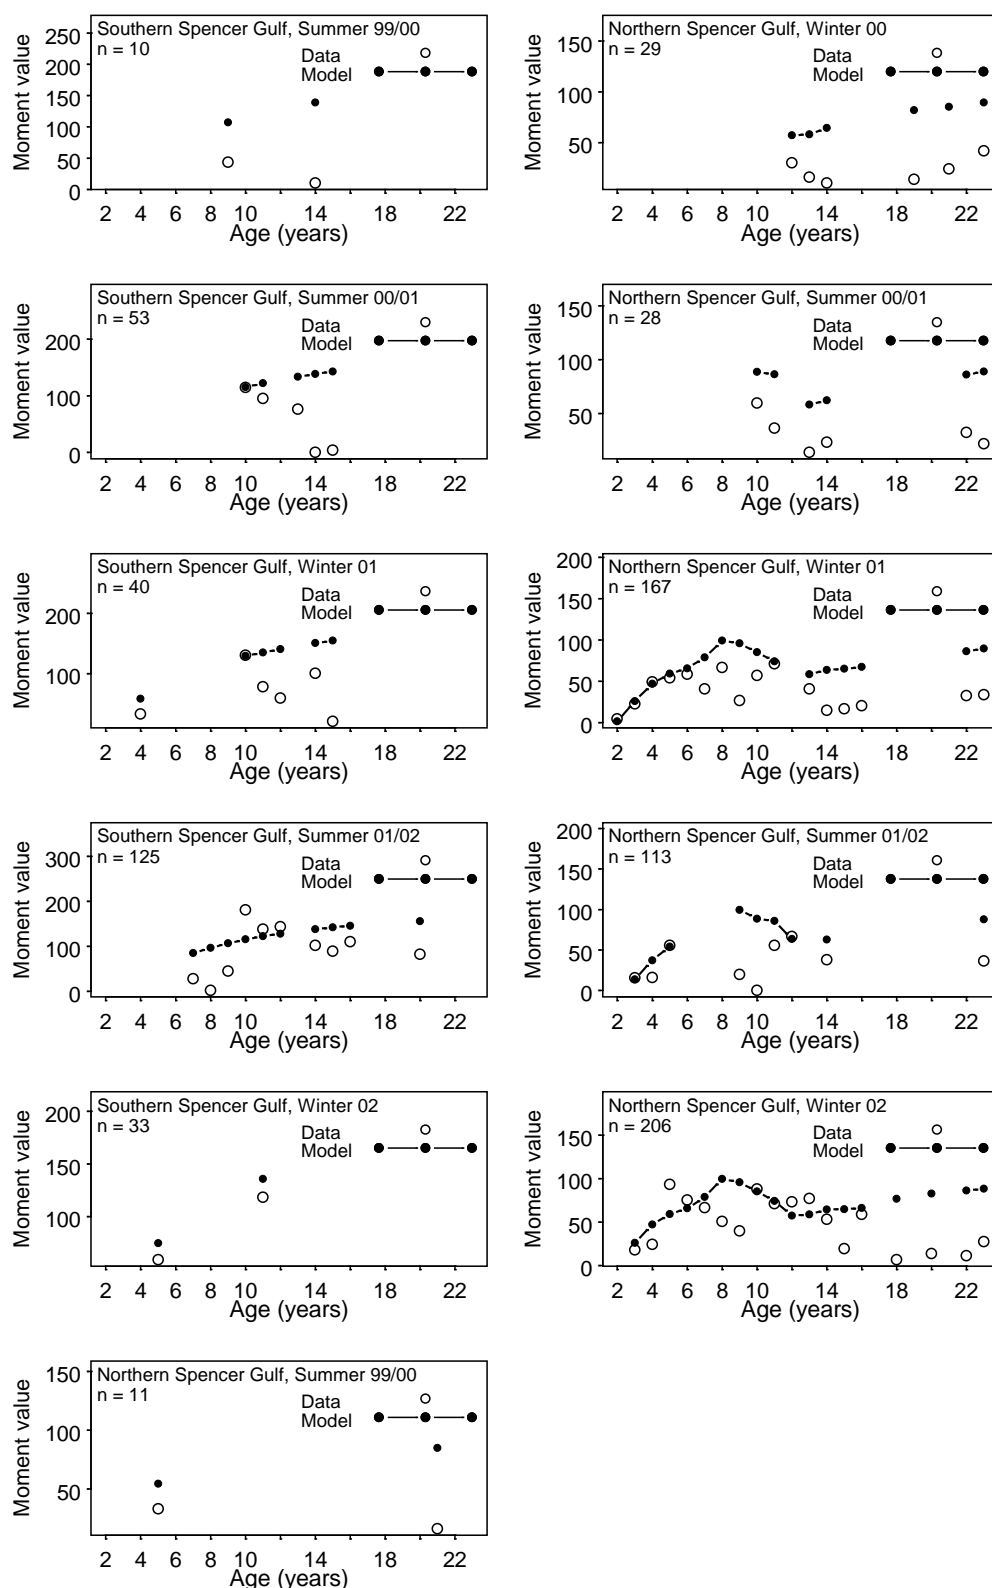 Southern Spencer Gulf, Summer 99/00
n = 10
Data
Model
Moment value
250
200
150
100
50
0
2 4 6 8 10 14 18 22
Age (years)
Northern Spencer Gulf, Winter 00
n = 29
Data
Model
Moment value
150
100
50
2 4 6 8 10 14 18 22
Age (years)
Southern Spencer Gulf, Summer 00/01
n = 53
Data
Model
Moment value
200
100
0
2 4 6 8 10 14 18 22
Age (years)
Northern Spencer Gulf, Summer 00/01
n = 28
Data
Model
Moment value
150
100
50
2 4 6 8 10 14 18 22
Age (years)
Southern Spencer Gulf, Winter 01
n = 40
Data
Model
Moment value
200
100
2 4 6 8 10 14 18 22
Age (years)
Northern Spencer Gulf, Winter 01
n = 167
Data
Model
Moment value
200
150
100
50
0
2 4 6 8 10 14 18 22
Age (years)
Southern Spencer Gulf, Summer 01/02
n = 125
Data
Model
Moment value
300
200
100
0
2 4 6 8 10 14 18 22
Age (years)
Northern Spencer Gulf, Summer 01/02
n = 113
Data
Model
Moment value
200
150
100
50
0
2 4 6 8 10 14 18 22
Age (years)
Southern Spencer Gulf, Winter 02
n = 33
Data
Model
Moment value
200
150
100
2 4 6 8 10 14 18 22
Age (years)
Northern Spencer Gulf, Winter 02
n = 206
Data
Model
Moment value
150
100
50
0
2 4 6 8 10 14 18 22
Age (years)
Northern Spencer Gulf, Summer 99/00
n = 11
Data
Model
Moment value
150
100
50
2 4 6 8 10 14 18 22
Age (years)